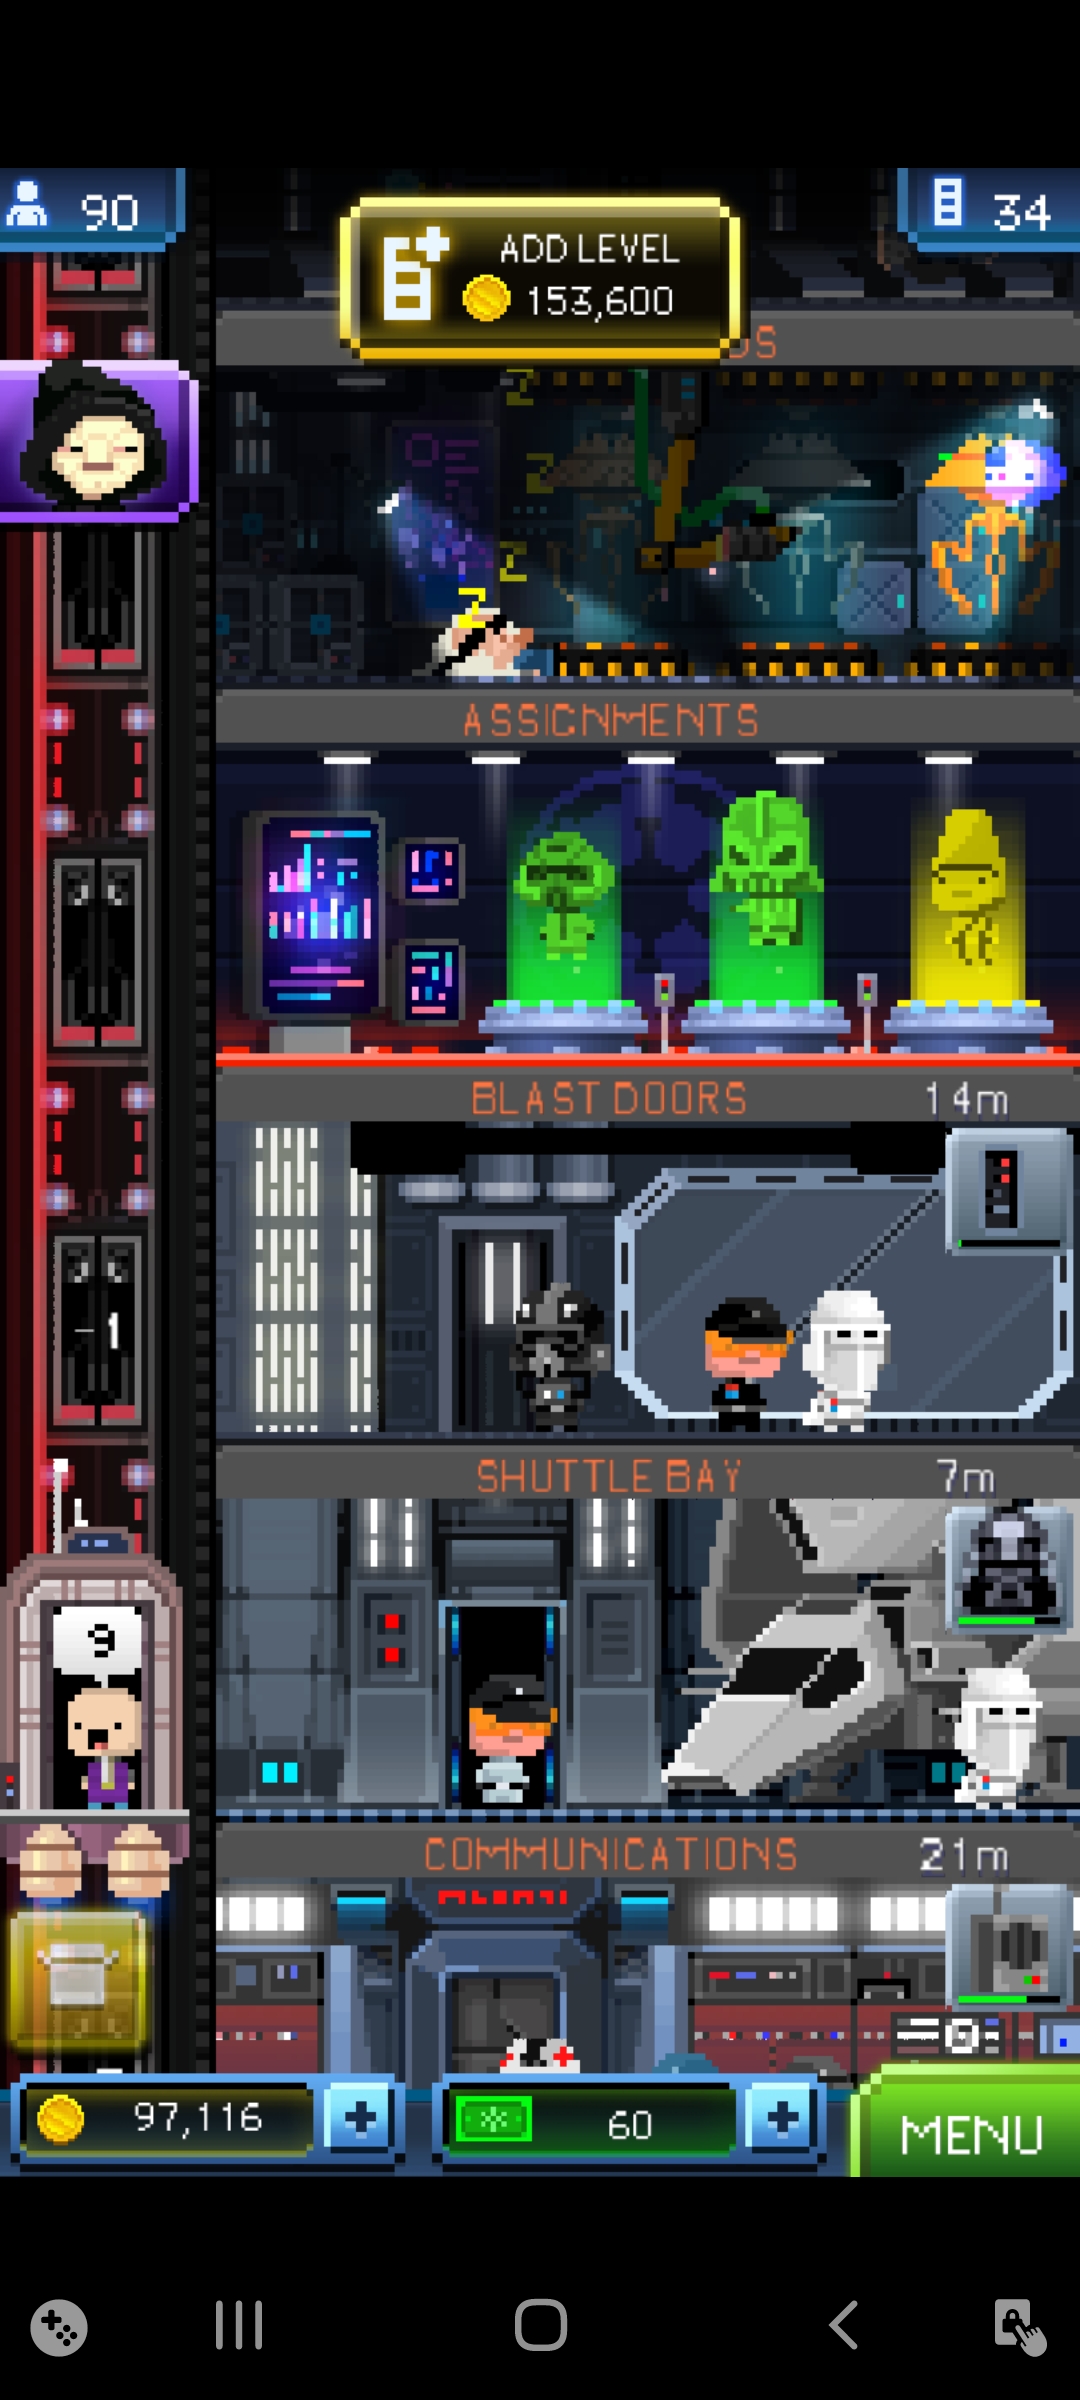 90
ADD LEVEL
153,600
34
Z
Z
Z
Z
ASSIGNMENTS
BLAST DOORS 14m
-1
SHUTTLE BAY 7m
9
COMMUNICATIONS 21m
97,116 +
60 +
MENU